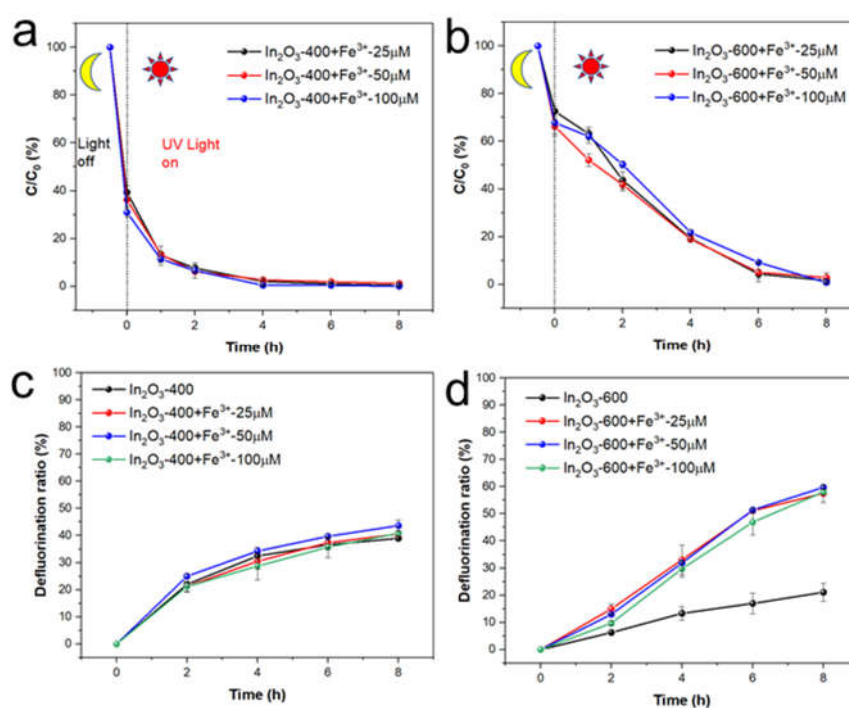 a
In₂O₃-400+Fe³⁺-25μM
In₂O₃-400+Fe³⁺-50μM
In₂O₃-400+Fe³⁺-100μM
Light
off
UV Light
on
C/C₀ (%)
100
80
60
40
20
0
0
2
4
6
8
Time (h)
b
In₂O₃-600+Fe³⁺-25μM
In₂O₃-600+Fe³⁺-50μM
In₂O₃-600+Fe³⁺-100μM
C/C₀ (%)
100
80
60
40
20
0
0
2
4
6
8
Time (h)
c
In₂O₃-400
In₂O₃-400+Fe³⁺-25μM
In₂O₃-400+Fe³⁺-50μM
In₂O₃-400+Fe³⁺-100μM
Defluorination ratio (%)
100
90
80
70
60
50
40
30
20
10
0
0
2
4
6
8
Time (h)
d
In₂O₃-600
In₂O₃-600+Fe³⁺-25μM
In₂O₃-600+Fe³⁺-50μM
In₂O₃-600+Fe³⁺-100μM
Defluorination ratio (%)
100
90
80
70
60
50
40
30
20
10
0
0
2
4
6
8
Time (h)